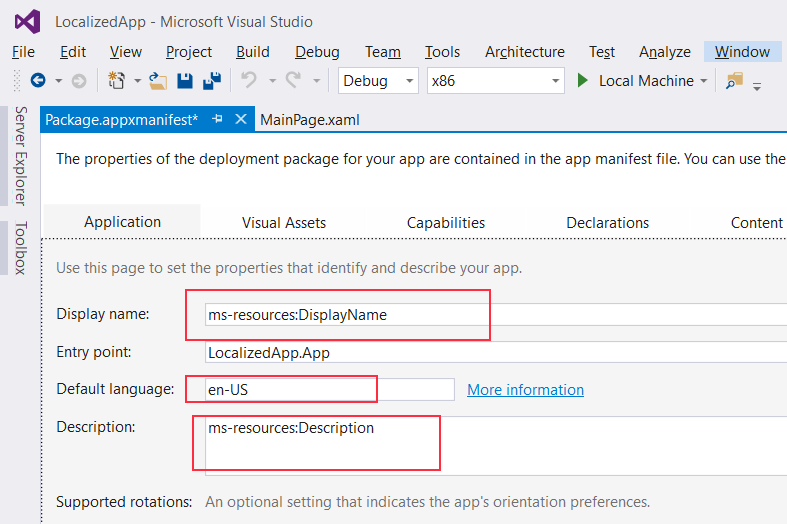 LocalizedApp - Microsoft Visual Studio
File Edit View Project Build Debug Team Tools Architecture Test Analyze Window
Debug x86 Local Machine
Server Explorer
Toolbox
Package.appxmanifest* MainPage.xaml
The properties of the deployment package for your app are contained in the app manifest file. You can use the
Application Visual Assets Capabilities Declarations Content
Use this page to set the properties that identify and describe your app.
Display name: ms-resources:DisplayName
Entry point: LocalizedApp.App
Default language: en-US More information
Description: ms-resources:Description
Supported rotations: An optional setting that indicates the app's orientation preferences.